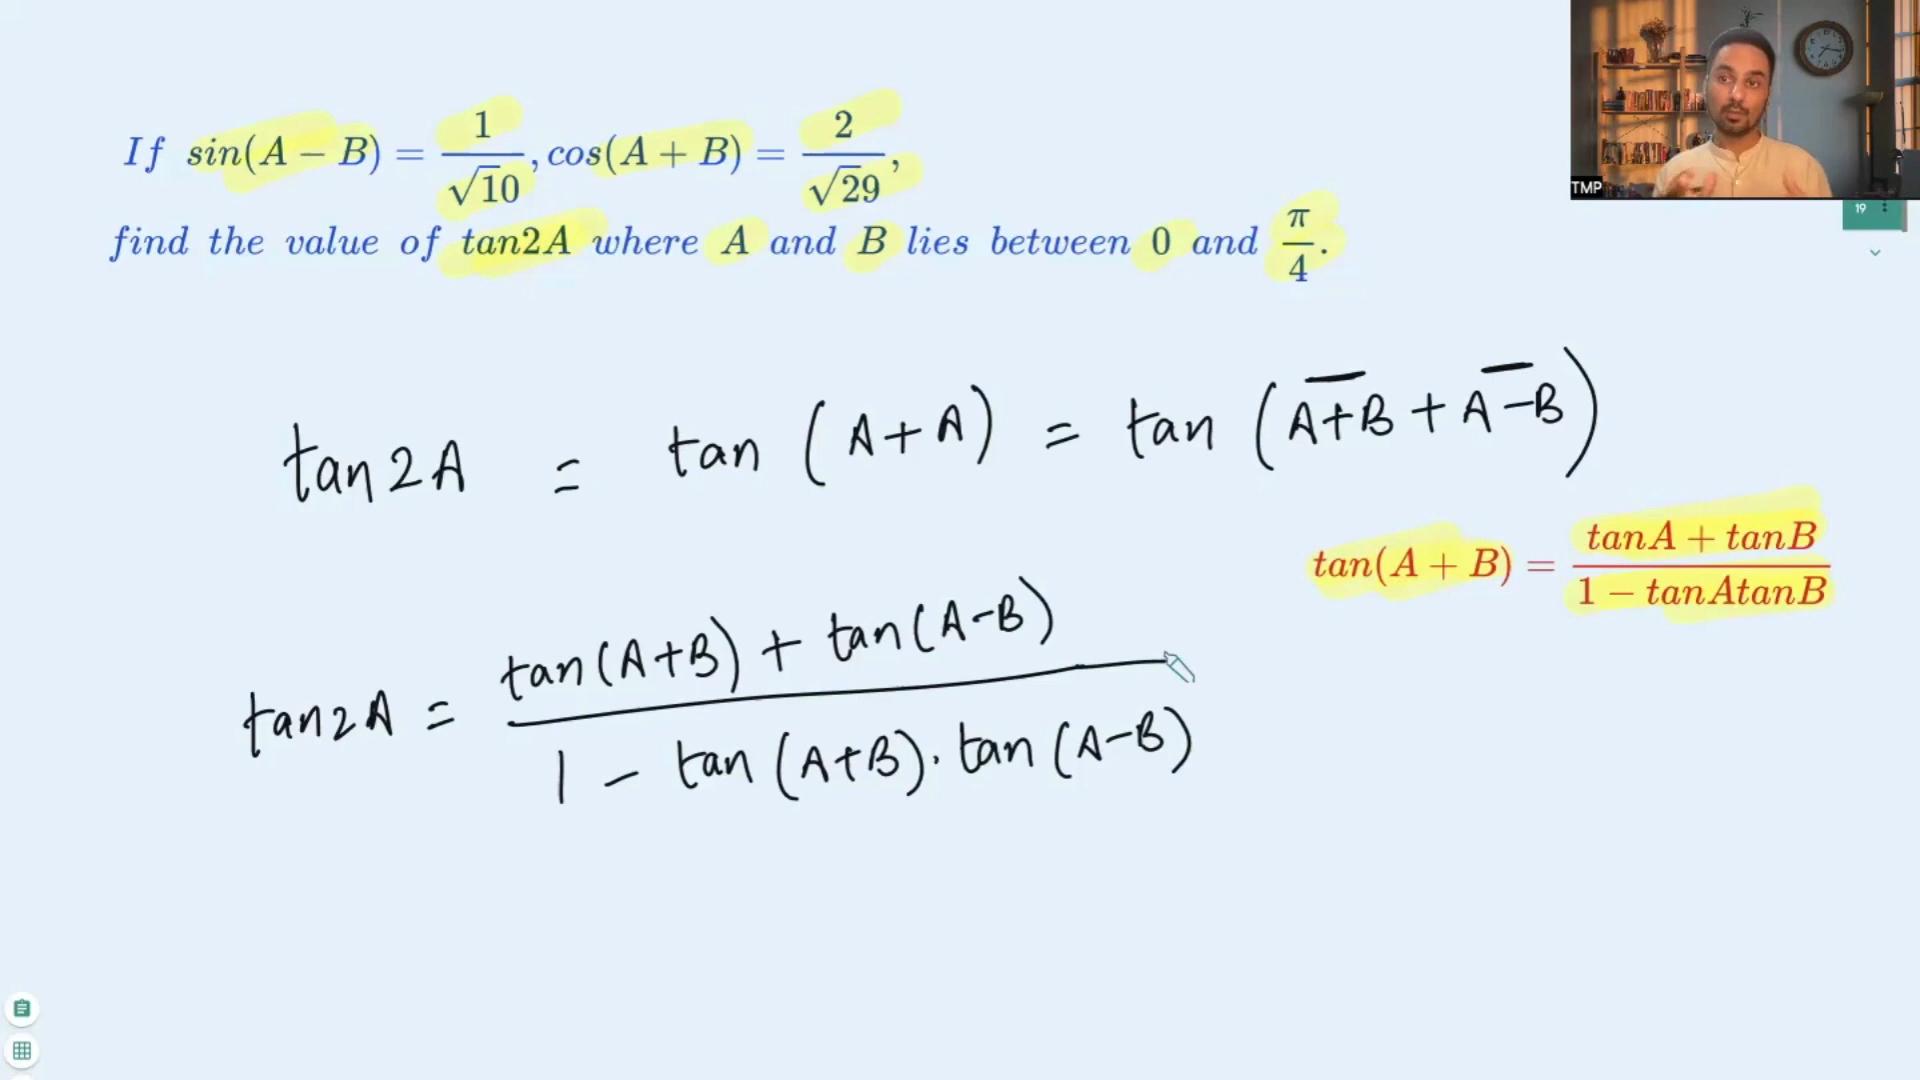 If sin(A − B) = 1/√10, cos(A + B) = 2/√29,
find the value of tan2A where A and B lies between 0 and π/4.
TMP
19
tan2A = tan (A+A) = tan (A+B + A−B)
tan(A + B) = (tanA + tanB)/(1 − tanAtanB)
tan2A = (tan(A+B) + tan(A−B))/(1 − tan(A+B).tan(A−B))